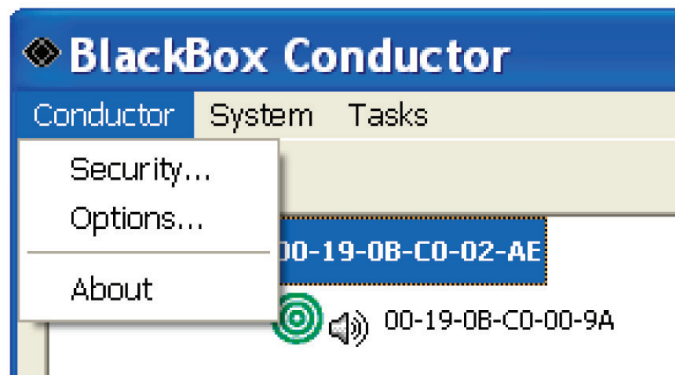 BlackBox Conductor
Conductor System Tasks
Security...
Options...
00-19-0B-C0-02-AE
About
00-19-0B-C0-00-9A